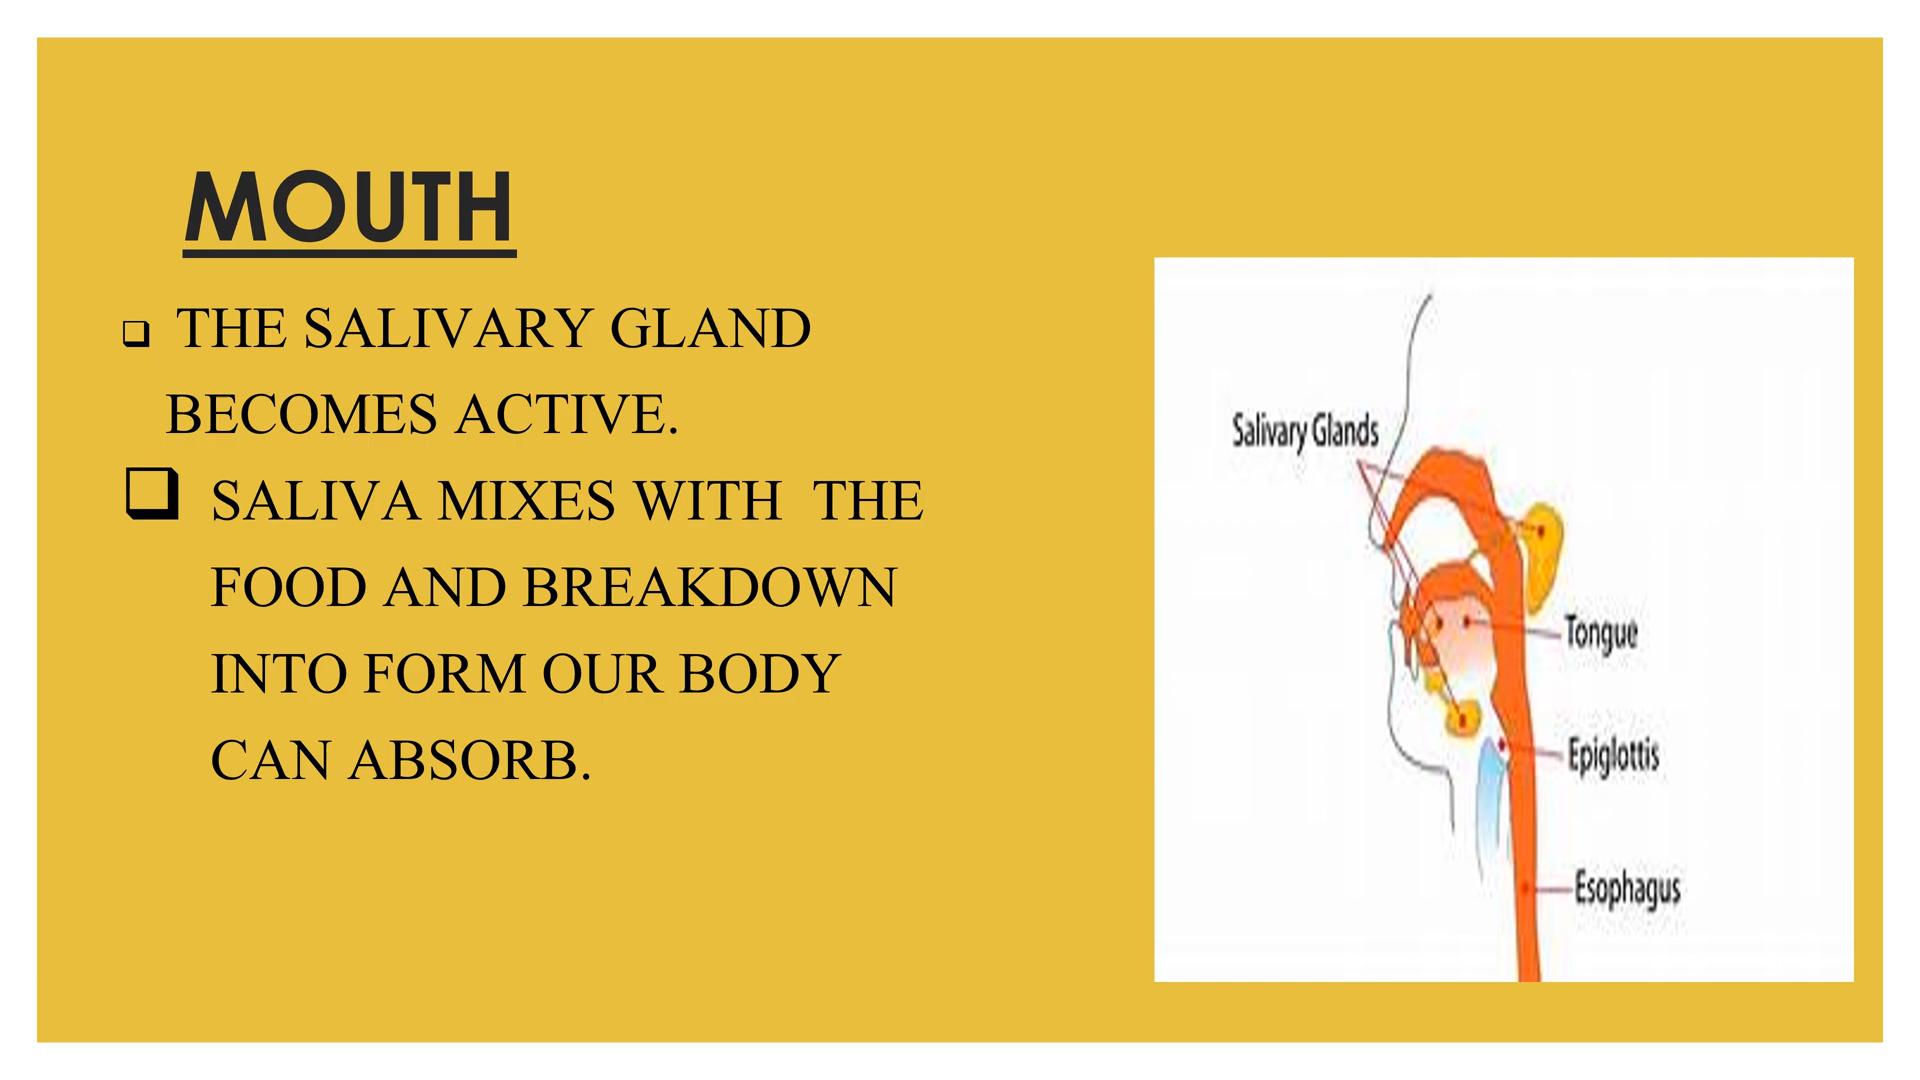 MOUTH
❑ THE SALIVARY GLAND
BECOMES ACTIVE.
❑ SALIVA MIXES WITH  THE
FOOD AND BREAKDOWN
INTO FORM OUR BODY
CAN ABSORB.
Salivary Glands
Tongue
Epiglottis
Esophagus